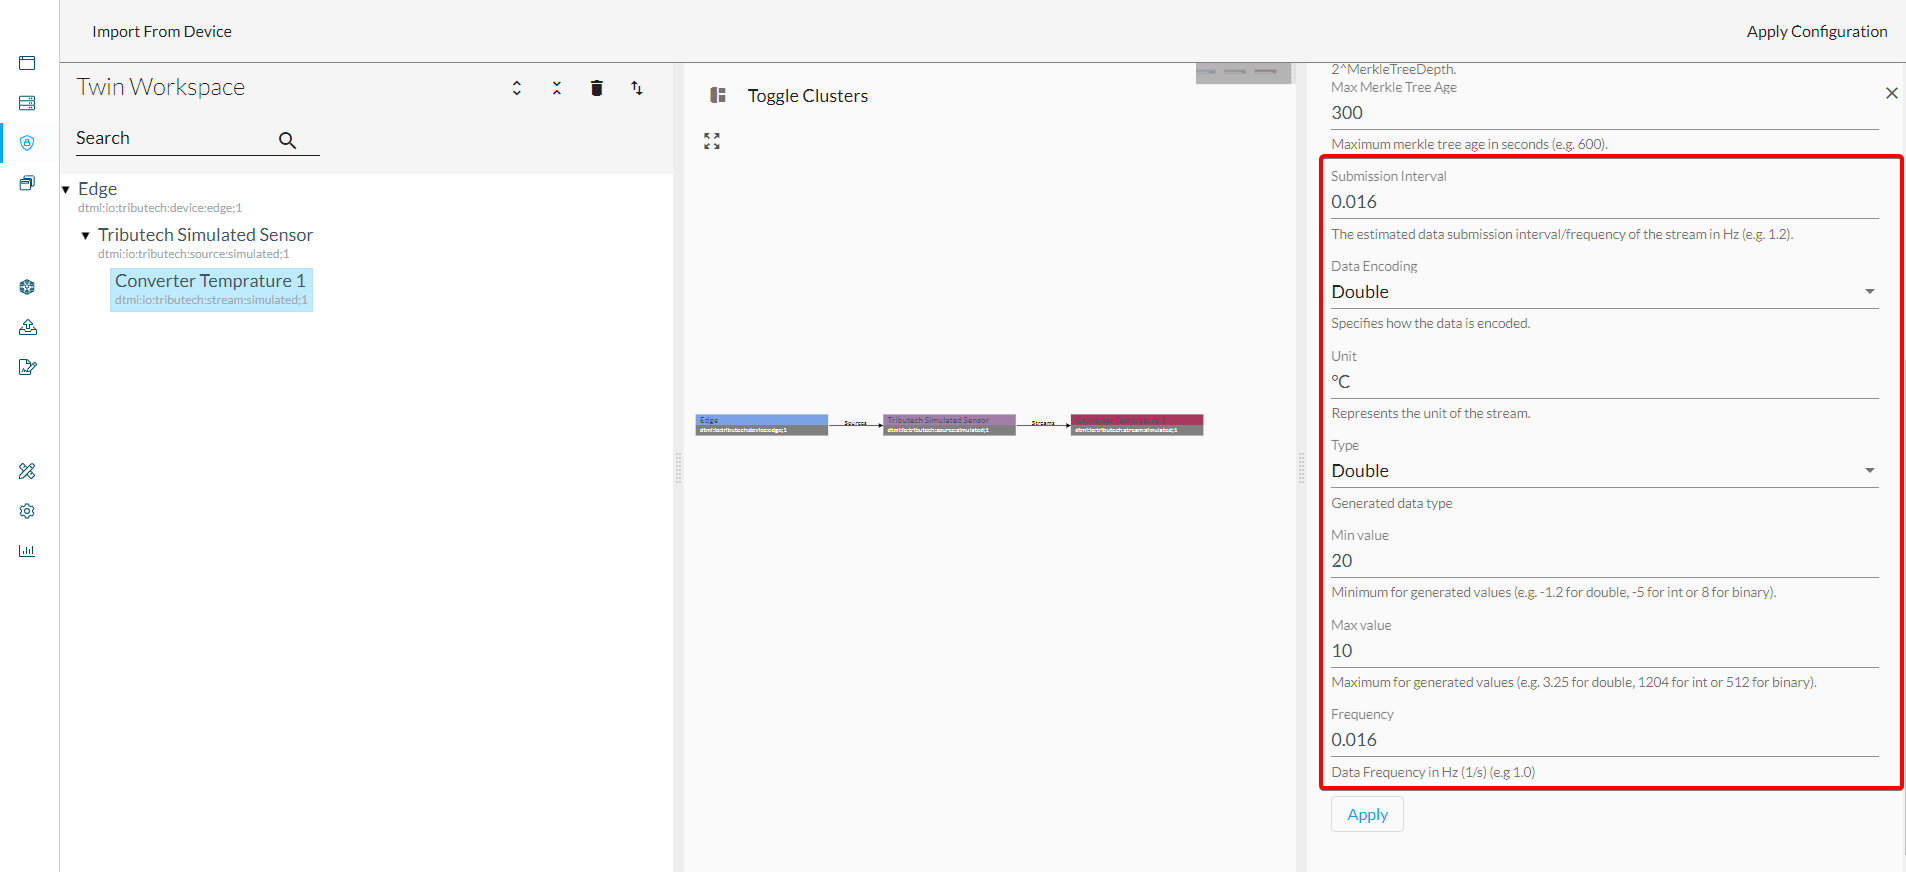 Import From Device
Apply Configuration
Twin Workspace
Search
Edge
dtmi:io:tributech:device:edge;1
Tributech Simulated Sensor
dtmi:io:tributech:source:simulated;1
Converter Temprature 1
dtmi:io:tributech:stream:simulated;1
Toggle Clusters
Edge
dtmi:io:tributech:device:edge;1
Sources
Tributech Simulated Sensor
dtmi:io:tributech:source:simulated;1
Streams
Converter Temprature 1
dtmi:io:tributech:stream:simulated;1
2^MerkleTreeDepth.
Max Merkle Tree Age
300
Maximum merkle tree age in seconds (e.g. 600).
Submission Interval
0.016
The estimated data submission interval/frequency of the stream in Hz (e.g. 1.2).
Data Encoding
Double
Specifies how the data is encoded.
Unit
°C
Represents the unit of the stream.
Type
Double
Generated data type
Min value
20
Minimum for generated values (e.g. -1.2 for double, -5 for int or 8 for binary).
Max value
10
Maximum for generated values (e.g. 3.25 for double, 1204 for int or 512 for binary).
Frequency
0.016
Data Frequency in Hz (1/s) (e.g 1.0)
Apply